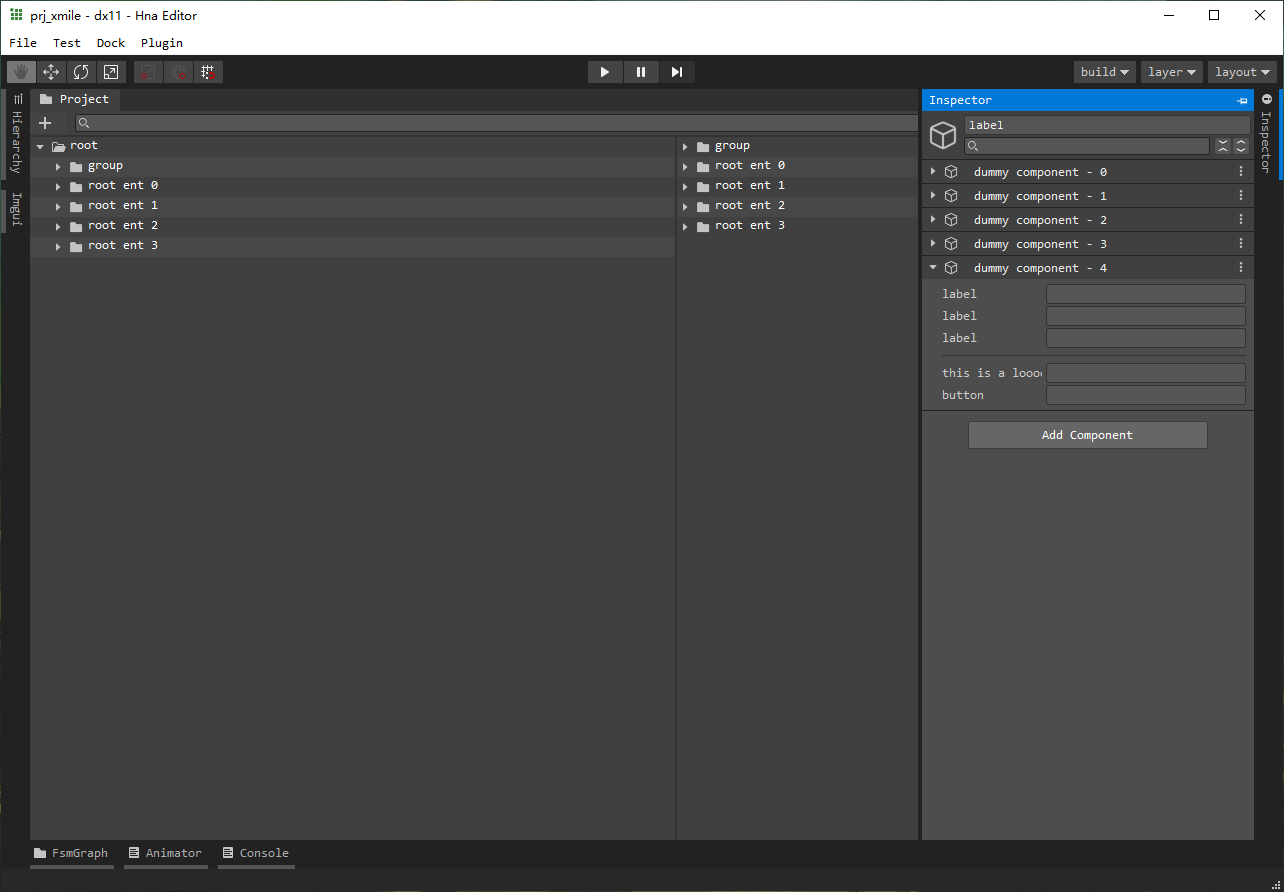 prj_xmile - dx11 - Hna Editor
File Test Dock Plugin
build layer layout
Hierarchy
Imgui
Project
root
group
root ent 0
root ent 1
root ent 2
root ent 3
group
root ent 0
root ent 1
root ent 2
root ent 3
Inspector
label
dummy component - 0
dummy component - 1
dummy component - 2
dummy component - 3
dummy component - 4
label
label
label
this is a looo
button
Add Component
Inspector
FsmGraph Animator Console